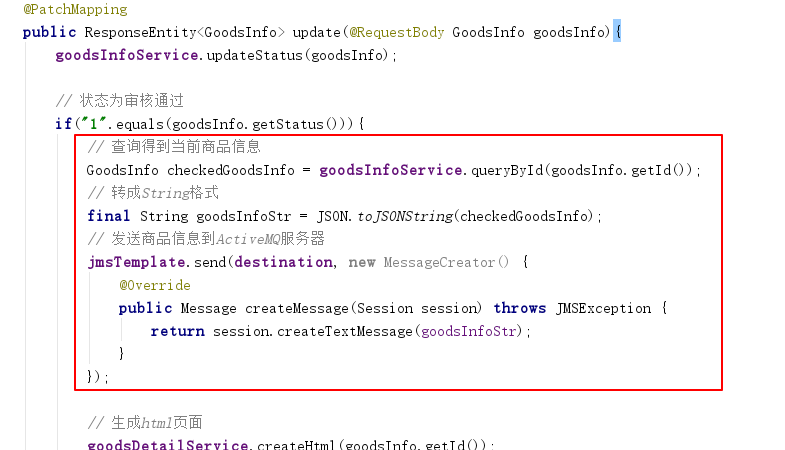 @PatchMapping
public ResponseEntity<GoodsInfo> update(@RequestBody GoodsInfo goodsInfo){
goodsInfoService.updateStatus(goodsInfo);
// 状态为审核通过
if("1".equals(goodsInfo.getStatus())){
// 查询得到当前商品信息
GoodsInfo checkedGoodsInfo = goodsInfoService.queryById(goodsInfo.getId());
// 转成String格式
final String goodsInfoStr = JSON.toJSONString(checkedGoodsInfo);
// 发送商品信息到ActiveMQ服务器
jmsTemplate.send(destination, new MessageCreator() {
@Override
public Message createMessage(Session session) throws JMSException {
return session.createTextMessage(goodsInfoStr);
}
});
// 生成html页面
goodsDetailService.createHtml(goodsInfo.getId());